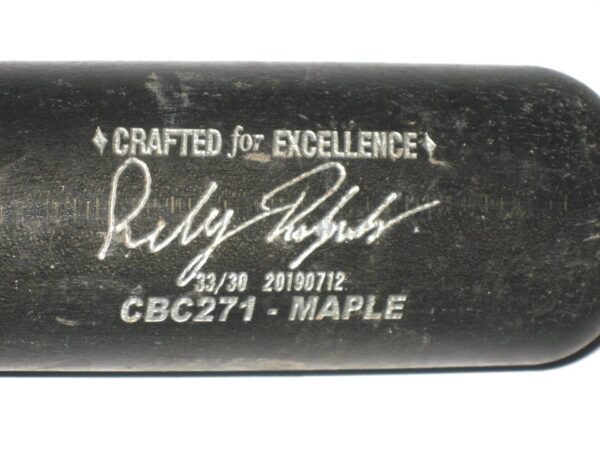 CRAFTED for EXCELLENCE
33/30 20190712
CBC271 - MAPLE